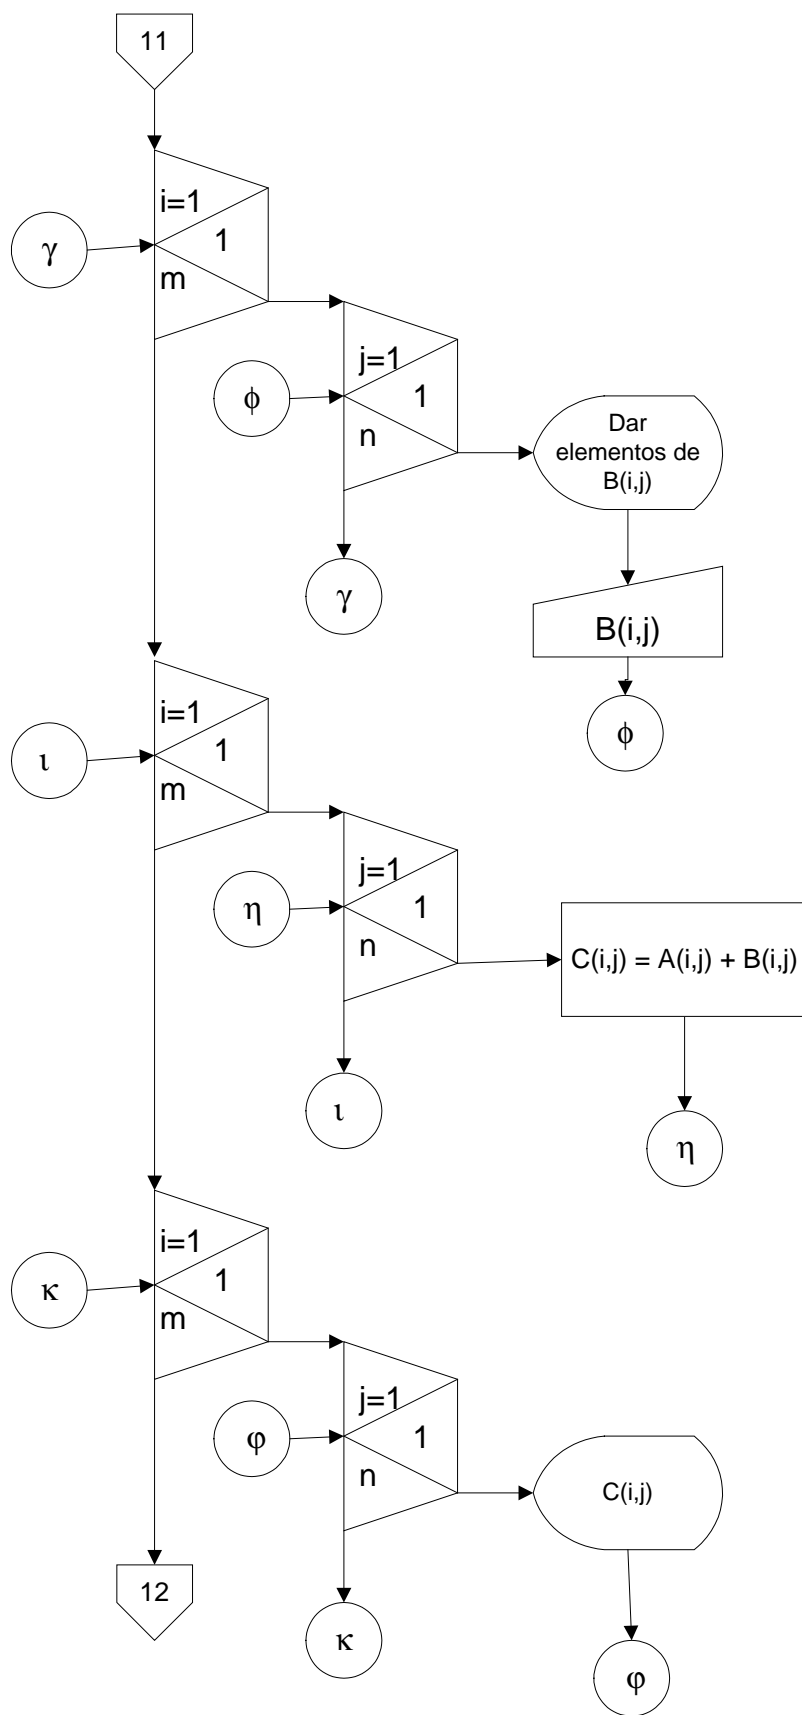 11
i=1
1
γ
m
j=1
1
ϕ
n
Dar
elementos de
B(i,j)
γ
B(i,j)
ϕ
i=1
1
ι
m
j=1
1
η
n
C(i,j) = A(i,j) + B(i,j)
ι
η
i=1
1
κ
m
j=1
1
φ
n
C(i,j)
12
κ
φ